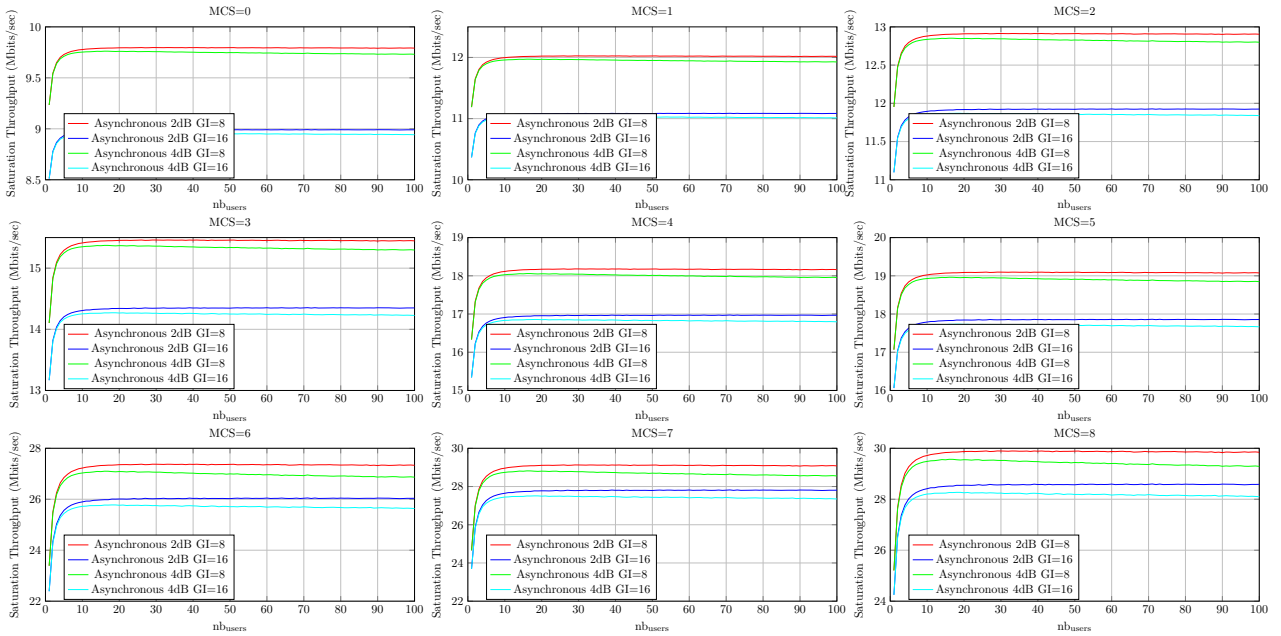 MCS=0
Saturation Throughput (Mbits/sec)
10
9.5
9
8.5
Asynchronous 2dB GI=8
Asynchronous 2dB GI=16
Asynchronous 4dB GI=8
Asynchronous 4dB GI=16
0 10 20 30 40 50 60 70 80 90 100
nb_users
MCS=1
Saturation Throughput (Mbits/sec)
12
11
10
Asynchronous 2dB GI=8
Asynchronous 2dB GI=16
Asynchronous 4dB GI=8
Asynchronous 4dB GI=16
0 10 20 30 40 50 60 70 80 90 100
nb_users
MCS=2
Saturation Throughput (Mbits/sec)
13
12.5
12
11.5
11
Asynchronous 2dB GI=8
Asynchronous 2dB GI=16
Asynchronous 4dB GI=8
Asynchronous 4dB GI=16
0 10 20 30 40 50 60 70 80 90 100
nb_users
MCS=3
Saturation Throughput (Mbits/sec)
15
14
13
Asynchronous 2dB GI=8
Asynchronous 2dB GI=16
Asynchronous 4dB GI=8
Asynchronous 4dB GI=16
0 10 20 30 40 50 60 70 80 90 100
nb_users
MCS=4
Saturation Throughput (Mbits/sec)
19
18
17
16
15
Asynchronous 2dB GI=8
Asynchronous 2dB GI=16
Asynchronous 4dB GI=8
Asynchronous 4dB GI=16
0 10 20 30 40 50 60 70 80 90 100
nb_users
MCS=5
Saturation Throughput (Mbits/sec)
20
19
18
17
16
Asynchronous 2dB GI=8
Asynchronous 2dB GI=16
Asynchronous 4dB GI=8
Asynchronous 4dB GI=16
0 10 20 30 40 50 60 70 80 90 100
nb_users
MCS=6
Saturation Throughput (Mbits/sec)
28
26
24
22
Asynchronous 2dB GI=8
Asynchronous 2dB GI=16
Asynchronous 4dB GI=8
Asynchronous 4dB GI=16
0 10 20 30 40 50 60 70 80 90 100
nb_users
MCS=7
Saturation Throughput (Mbits/sec)
30
28
26
24
22
Asynchronous 2dB GI=8
Asynchronous 2dB GI=16
Asynchronous 4dB GI=8
Asynchronous 4dB GI=16
0 10 20 30 40 50 60 70 80 90 100
nb_users
MCS=8
Saturation Throughput (Mbits/sec)
30
28
26
24
Asynchronous 2dB GI=8
Asynchronous 2dB GI=16
Asynchronous 4dB GI=8
Asynchronous 4dB GI=16
0 10 20 30 40 50 60 70 80 90 100
nb_users